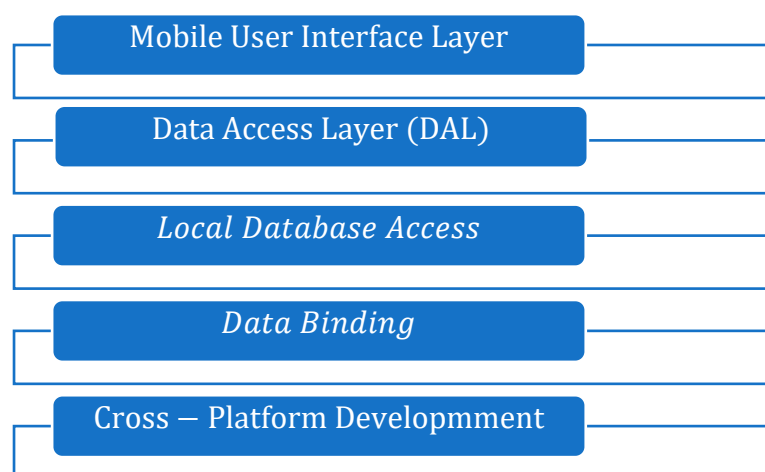 Mobile User Interface Layer
Data Access Layer (DAL)
Local Database Access
Data Binding
Cross − Platform Developmment